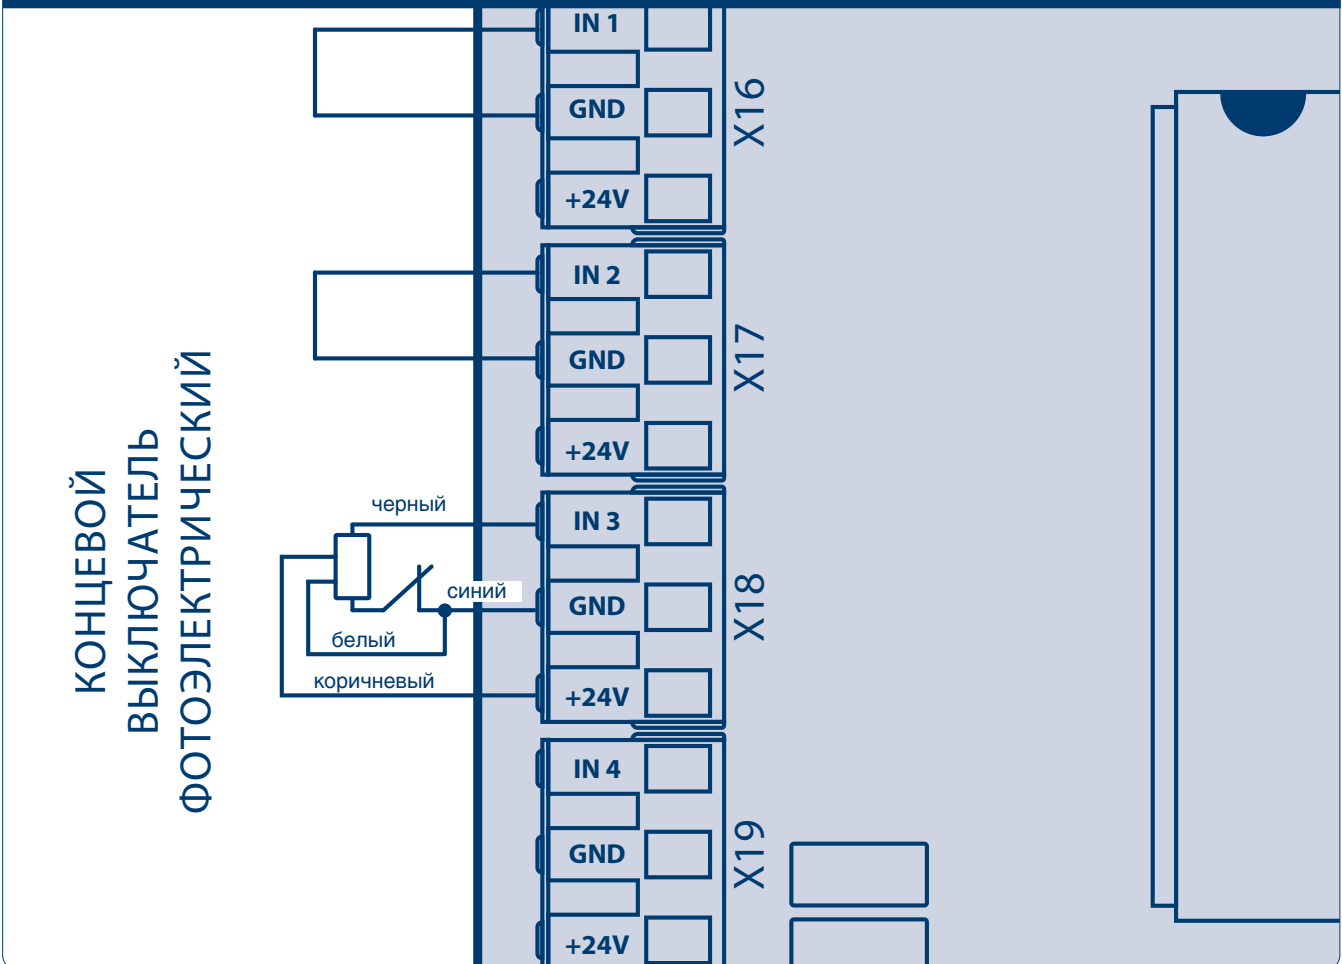 КОНЦЕВОЙ
ВЫКЛЮЧАТЕЛЬ
ФОТОЭЛЕКТРИЧЕСКИЙ
черный
синий
белый
коричневый
IN 1
GND
+24V
X16
IN 2
GND
+24V
X17
IN 3
GND
+24V
X18
IN 4
GND
+24V
X19